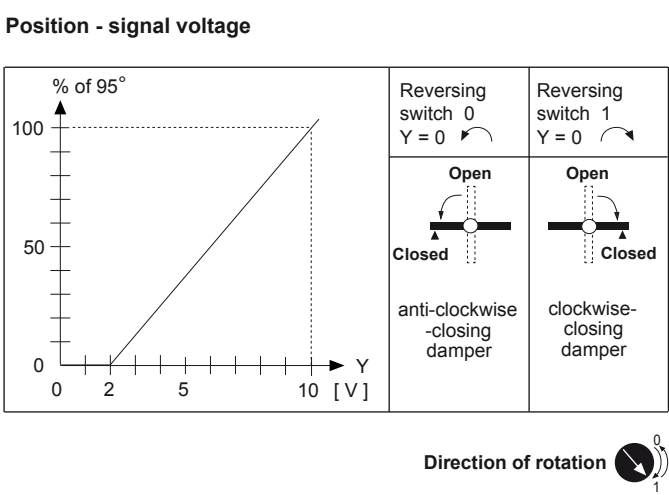 Position - signal voltage
% of 95°
100
50
0
0 2 5 10 [ V ]
Y
Reversing
switch 0
Y = 0
Reversing
switch 1
Y = 0
Open
Closed
anti-clockwise
-closing
damper
Open
Closed
clockwise-
closing
damper
Direction of rotation
0
1